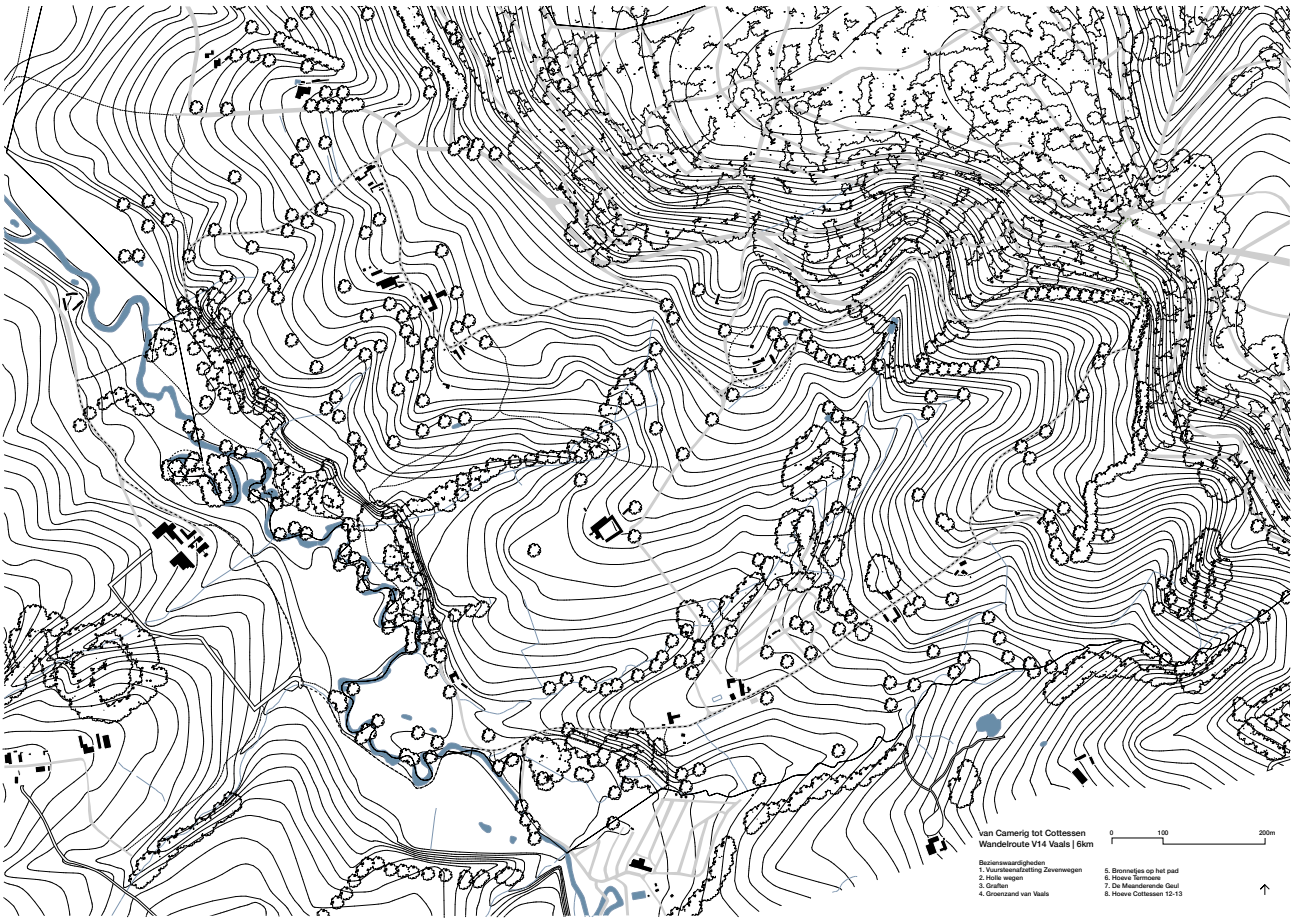 van Camerig tot Cottessen
Wandelroute V14 Vaals | 6km
0 100 200m
Bezienswaardigheden
1. Vuursteenafzetting Zevenwegen
2. Holle wegen
3. Graften
4. Groenzand van Vaals
5. Bronnetjes op het pad
6. Hoeve Termoere
7. De Meanderende Geul
8. Hoeve Cottessen 12-13